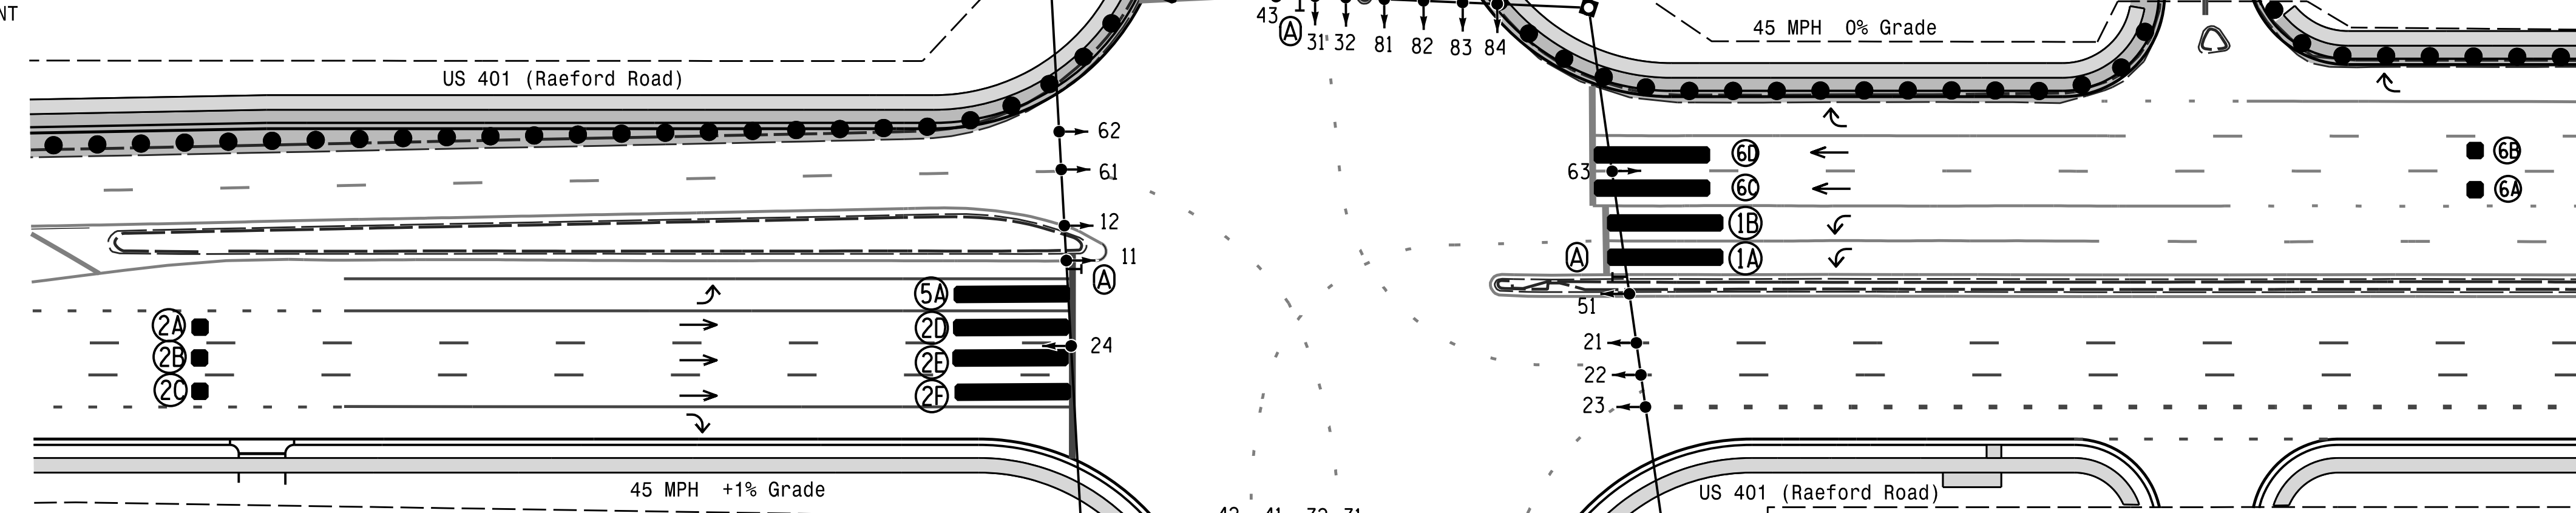 NT
43
A
31 32 81 82 83 84
45 MPH 0% Grade
US 401 (Raeford Road)
62
61
12
11
A
63
6D
6C
1B
1A
A
6B
6A
5A
2D
2E
2F
24
2A
2B
2C
51
21
22
23
45 MPH +1% Grade
US 401 (Raeford Road)